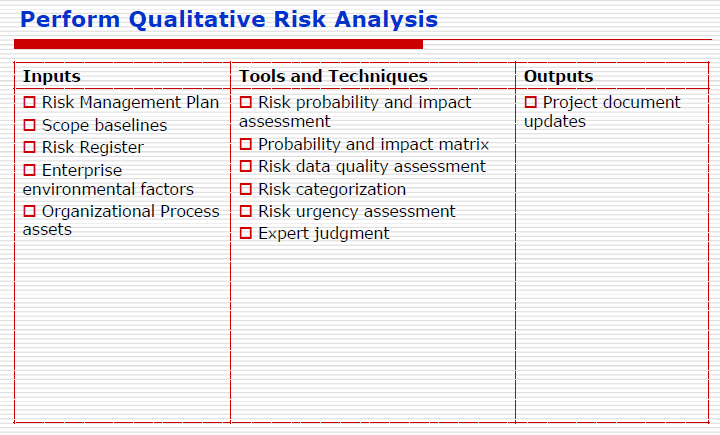 Perform Qualitative Risk Analysis
Inputs
Risk Management Plan
Scope baselines
Risk Register
Enterprise
environmental factors
Organizational Process
assets
Tools and Techniques
Risk probability and impact
assessment
Probability and impact matrix
Risk data quality assessment
Risk categorization
Risk urgency assessment
Expert judgment
Outputs
Project document
updates